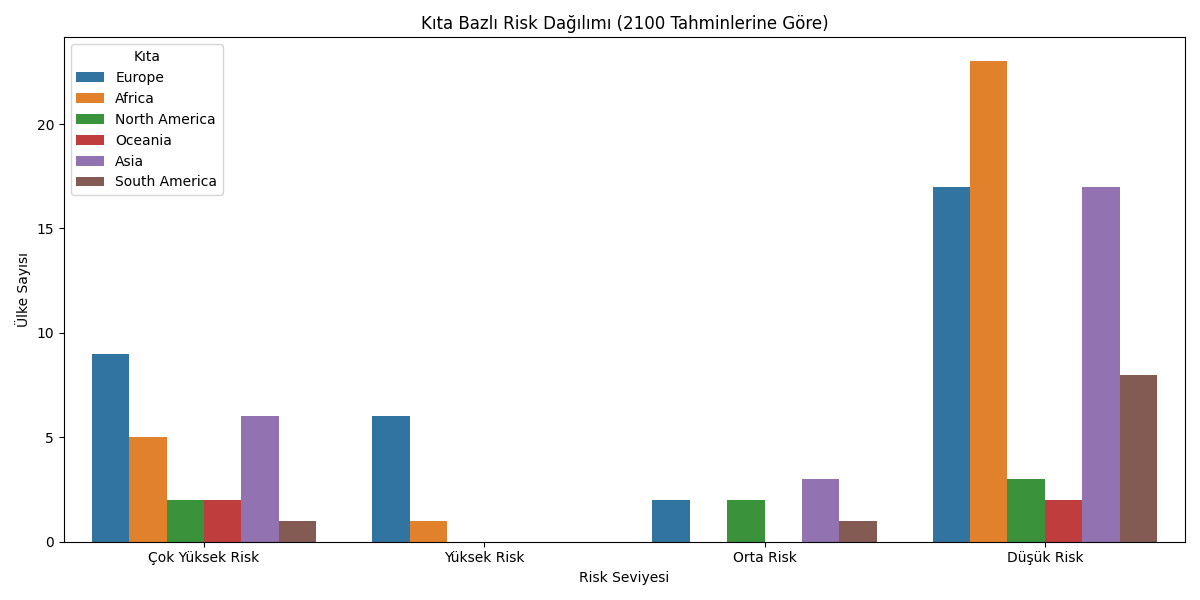 Kıta Bazlı Risk Dağılımı (2100 Tahminlerine Göre)
Kıta
Europe
Africa
North America
Oceania
Asia
South America
Ülke Sayısı
20
15
10
5
0
Çok Yüksek Risk
Yüksek Risk
Orta Risk
Düşük Risk
Risk Seviyesi